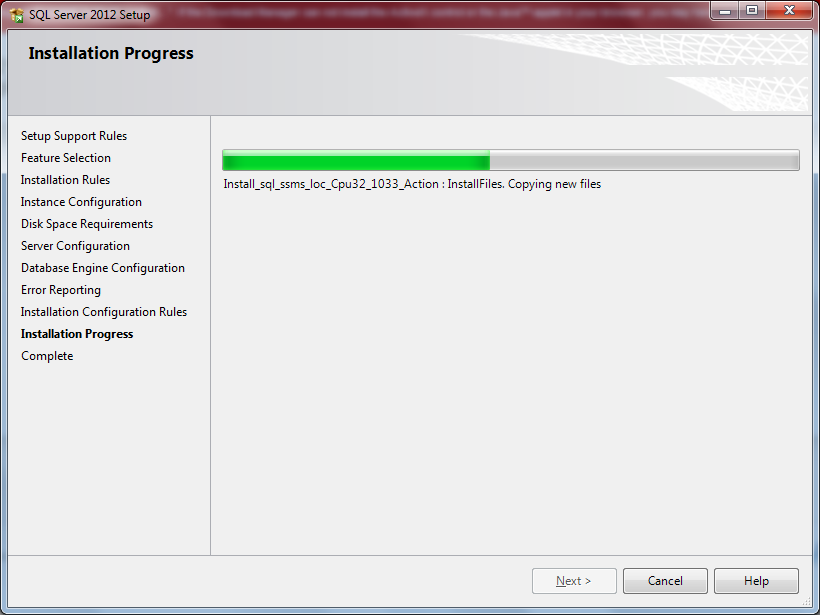 SQL Server 2012 Setup
Installation Progress
Setup Support Rules
Feature Selection
Installation Rules
Instance Configuration
Disk Space Requirements
Server Configuration
Database Engine Configuration
Error Reporting
Installation Configuration Rules
Installation Progress
Complete
Install_sql_ssms_loc_Cpu32_1033_Action : InstallFiles. Copying new files
Next >
Cancel
Help